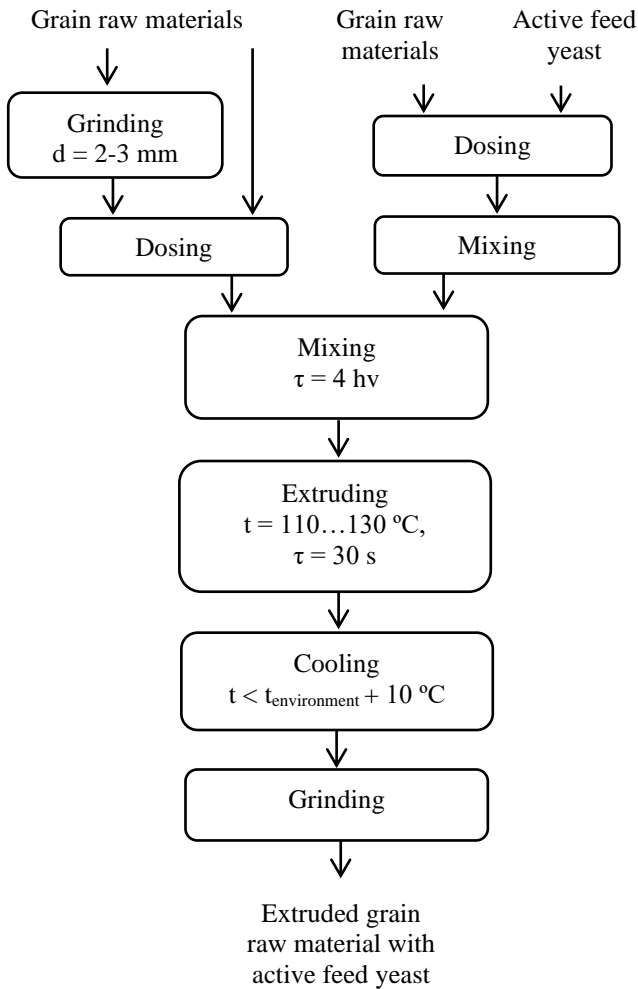 Grain raw materials
Grain raw
materials
Active feed
yeast
Grinding
d = 2-3 mm
Dosing
Dosing
Mixing
Mixing
τ = 4 hv
Extruding
t = 110…130 ºC,
τ = 30 s
Cooling
t < tenvironment + 10 ºC
Grinding
Extruded grain
raw material with
active feed yeast